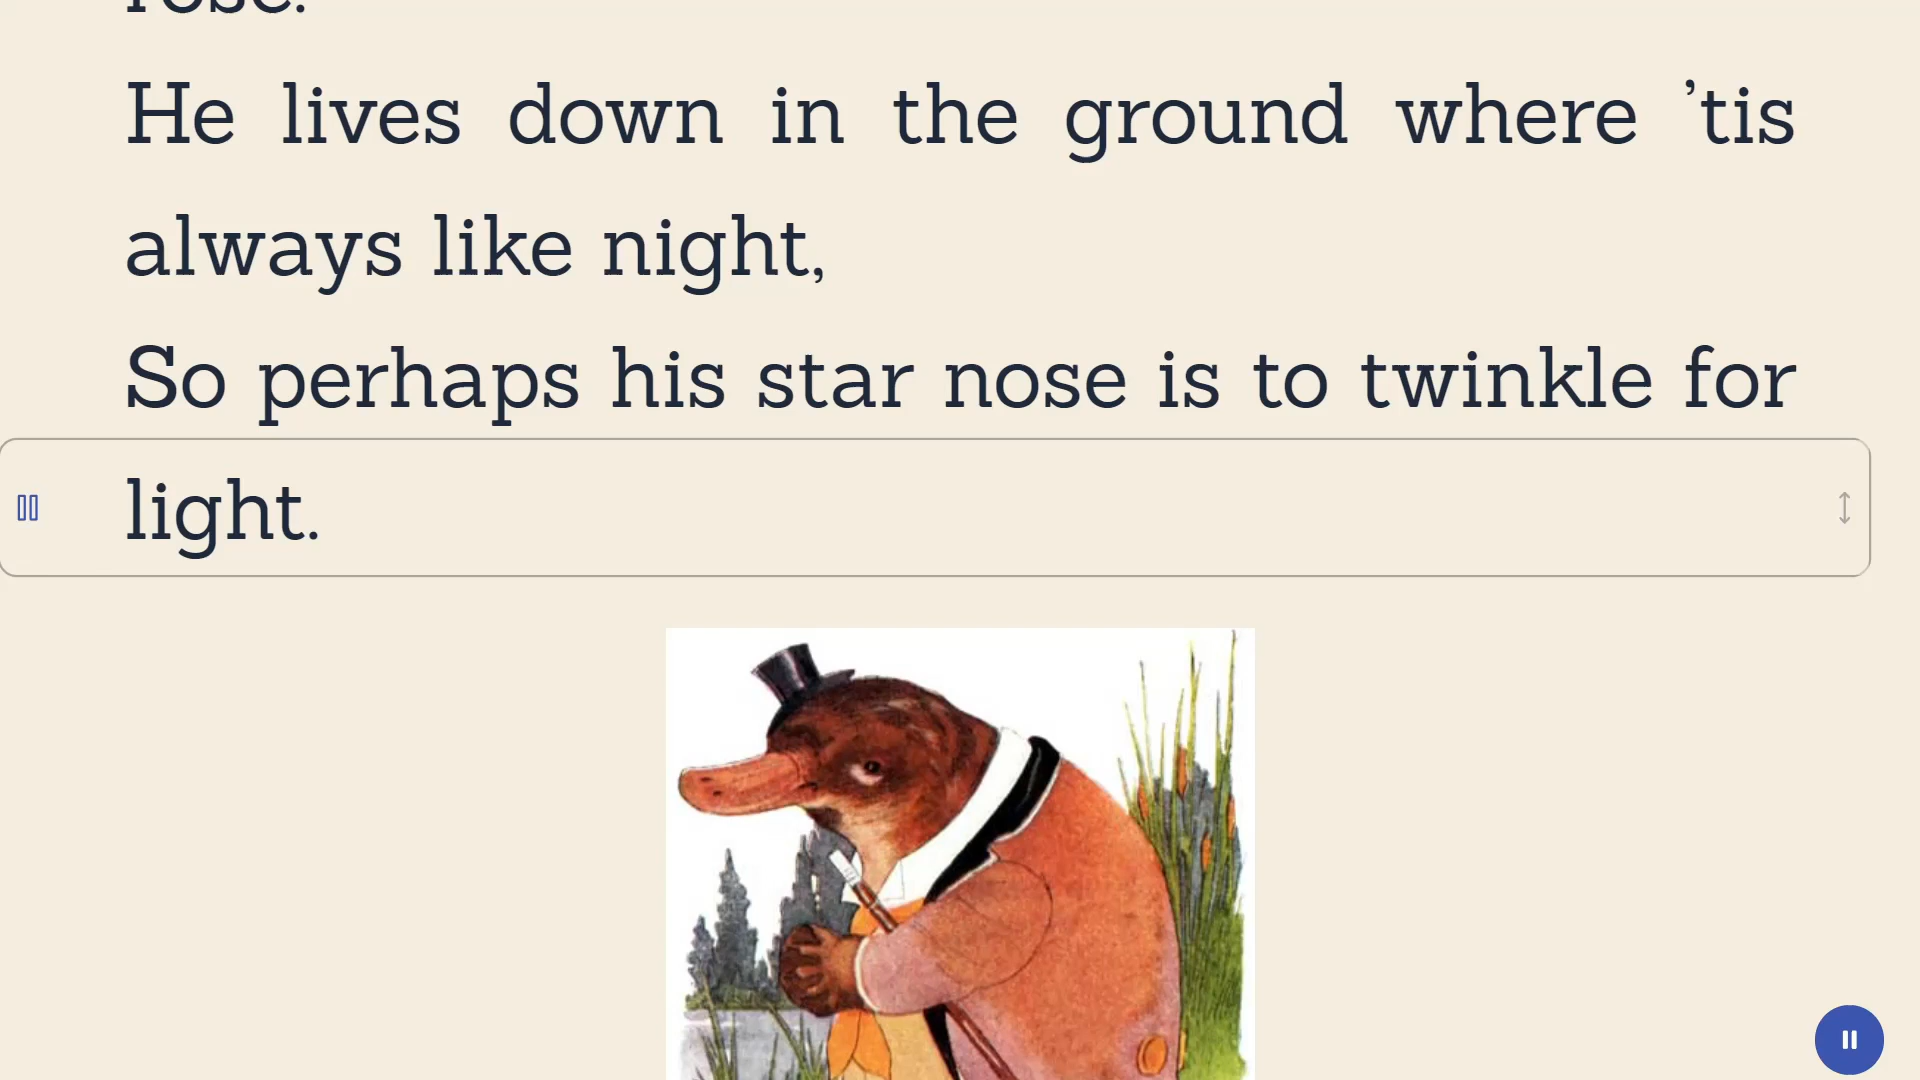 rose.
He lives down in the ground where ’tis
always like night,
So perhaps his star nose is to twinkle for
light.